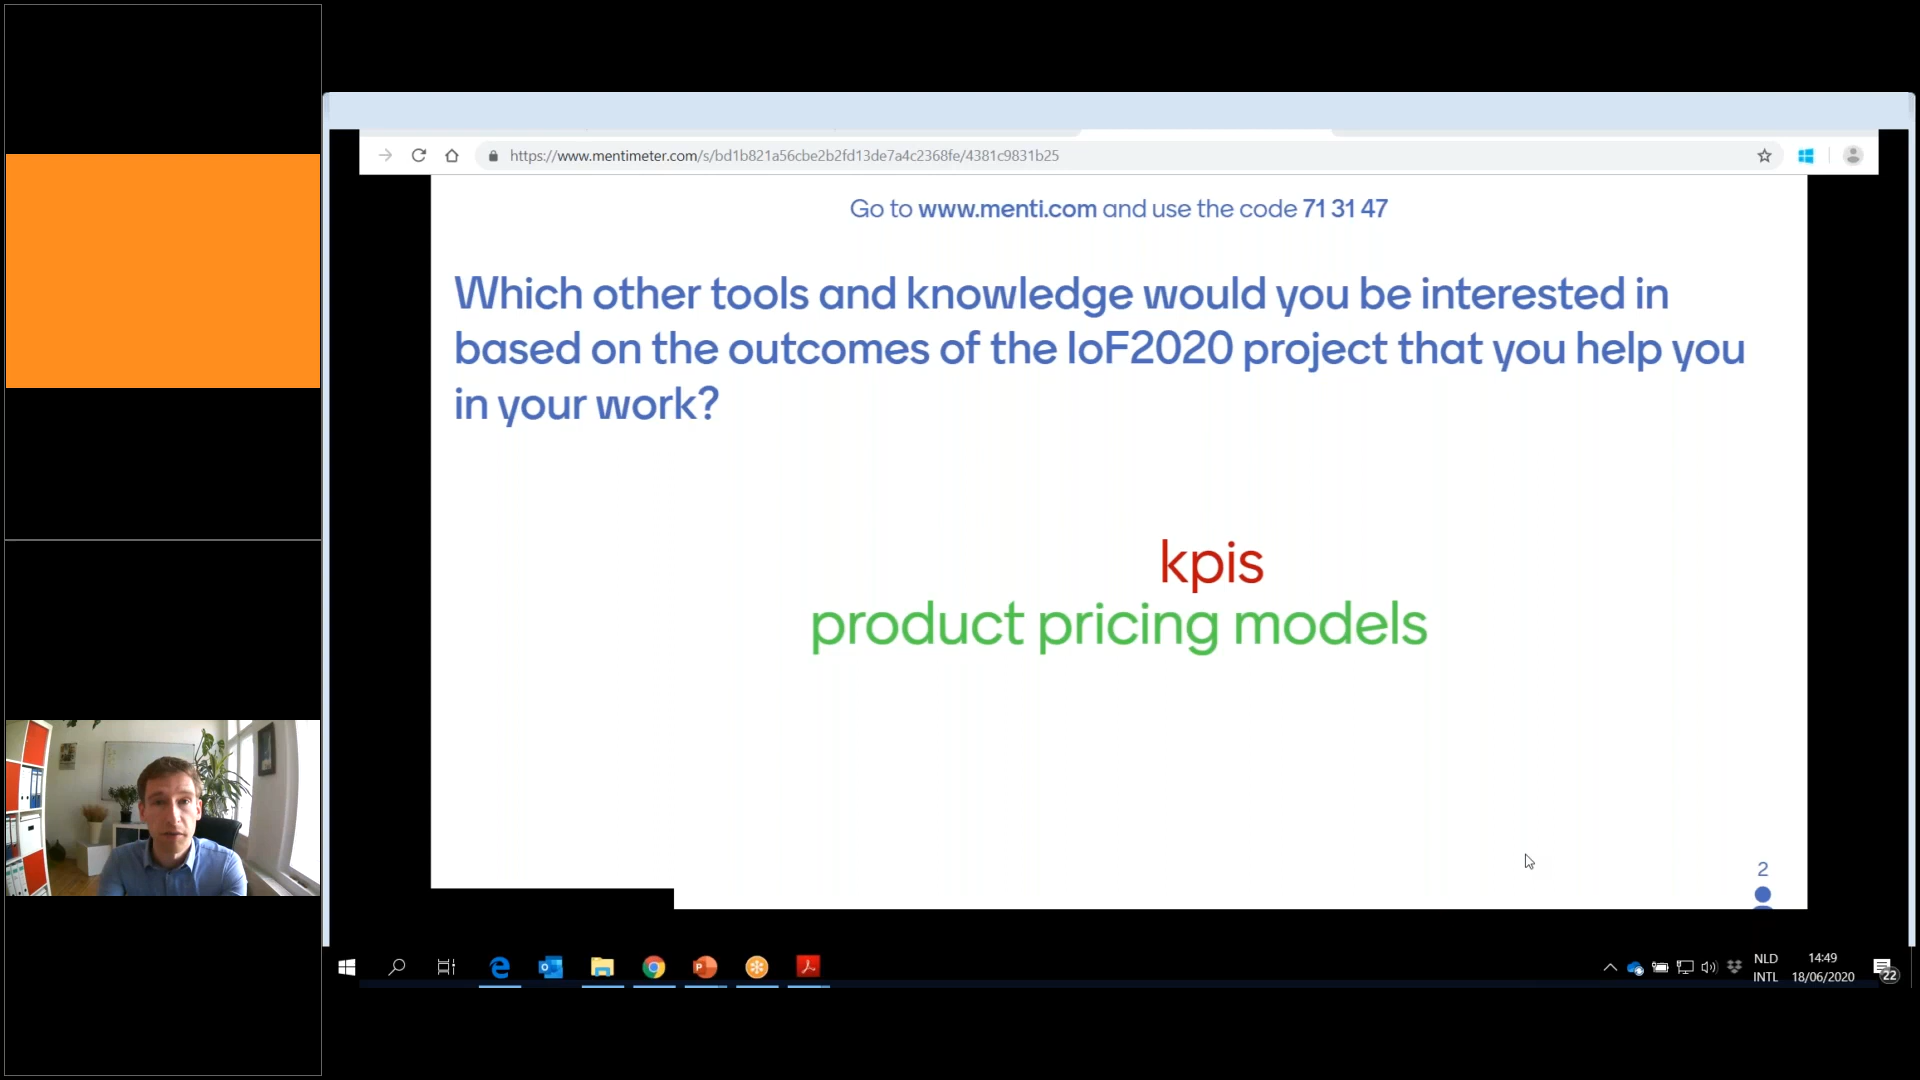 https://www.mentimeter.com/s/bd1b821a56cbe2b2fd13de7a4c2368fe/4381c9831b25
Go to www.menti.com and use the code 71 31 47
Which other tools and knowledge would you be interested in
based on the outcomes of the IoF2020 project that you help you
in your work?
kpis
product pricing models
2
NLD
INTL
14:49
18/06/2020
22